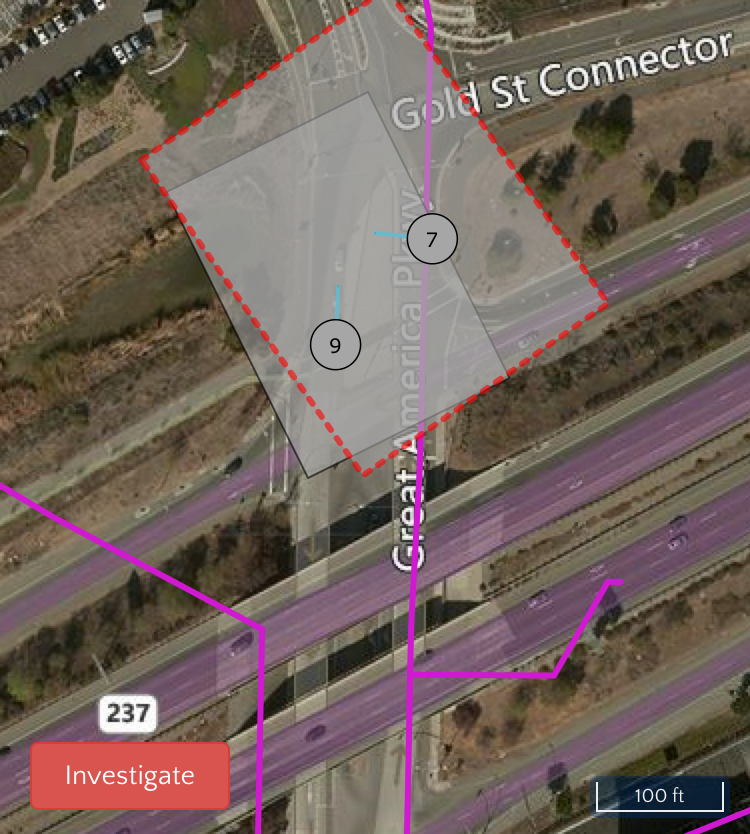 Gold St Connector
Great America Pkwy
7
9
237
Investigate
100 ft